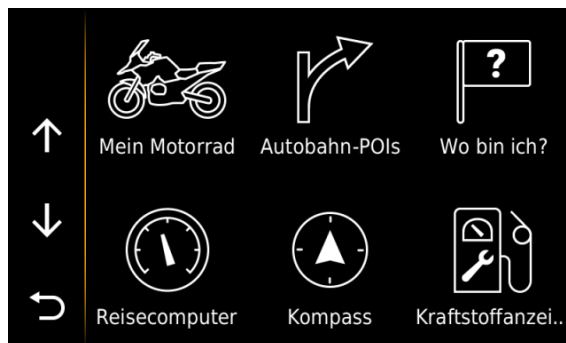 ?
Mein Motorrad
Autobahn-POIs
Wo bin ich?
Reisecomputer
Kompass
Kraftstoffanzei..